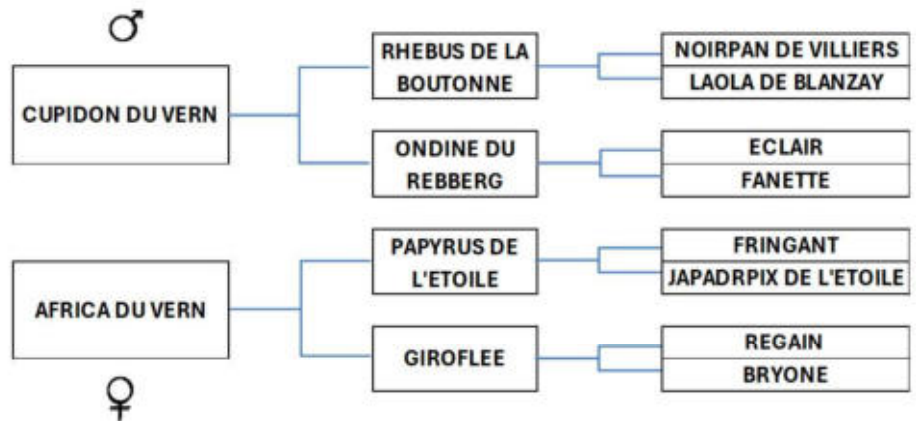 ♂
CUPIDON DU VERN
RHEBUS DE LA
BOUTONNE
NOIRPAN DE VILLIERS
LAOLA DE BLANZAY
ONDINE DU
REBBERG
ECLAIR
FANETTE
AFRICA DU VERN
PAPYRUS DE
L'ETOILE
FRINGANT
JAPADRPIX DE L'ETOILE
GIROFLEE
REGAIN
BRYONE
♀